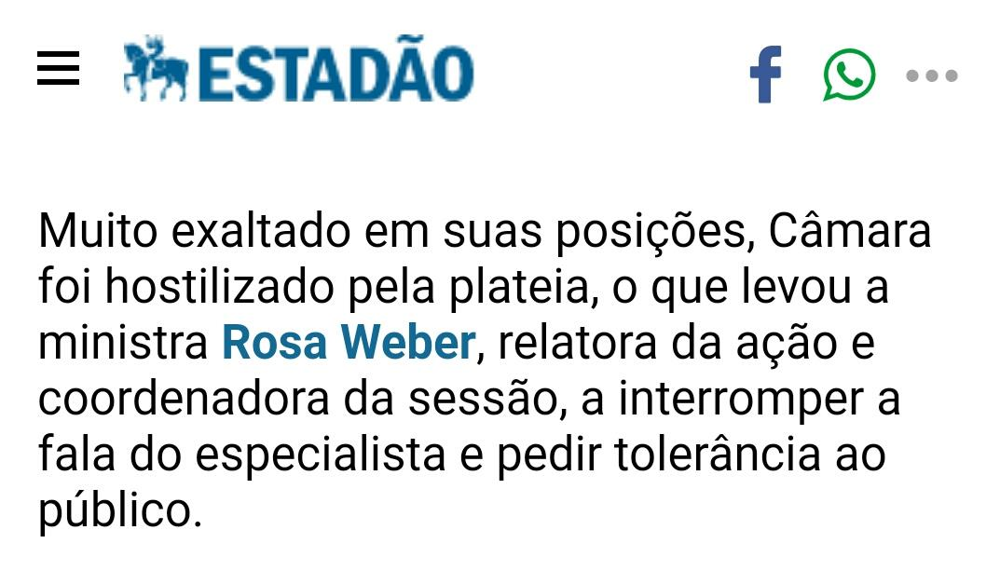 ESTADÃO
Muito exaltado em suas posições, Câmara
foi hostilizado pela plateia, o que levou a
ministra Rosa Weber, relatora da ação e
coordenadora da sessão, a interromper a
fala do especialista e pedir tolerância ao
público.